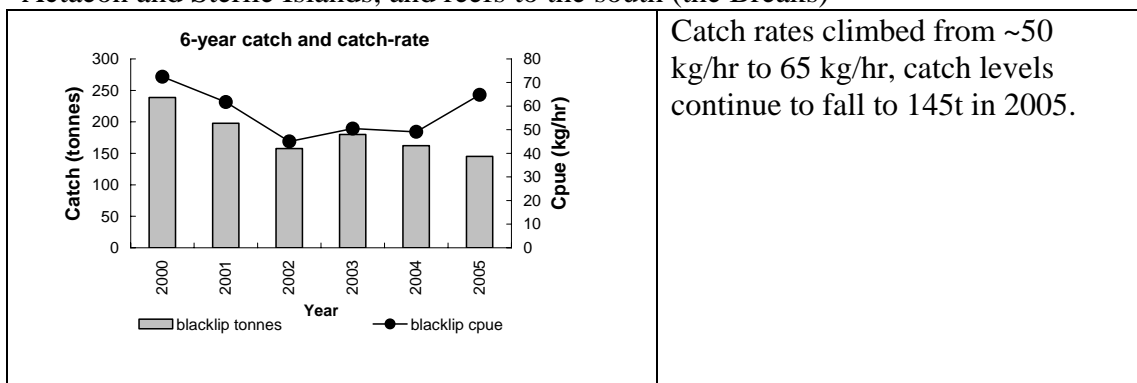 Actaeon and Sterile Islands, and reefs to the south (the Breaks)
6-year catch and catch-rate
Catch (tonnes)
300
250
200
150
100
50
0
80
70
60
50
40
30
20
10
0
Cpue (kg/hr)
2000
2001
2002
2003
2004
2005
Year
blacklip tonnes
blacklip cpue
Catch rates climbed from ~50
kg/hr to 65 kg/hr, catch levels
continue to fall to 145t in 2005.